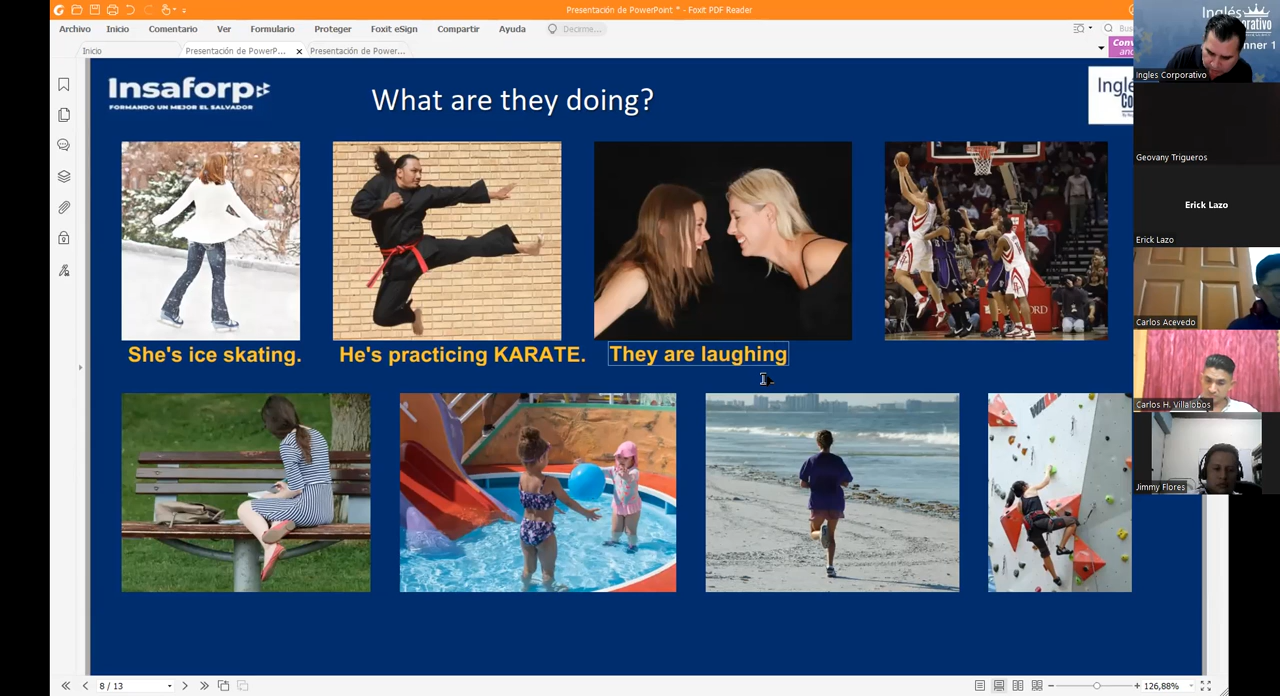 Presentación de PowerPoint * - Foxit PDF Reader
Archivo Inicio Comentario Ver Formulario Proteger Foxit eSign Compartir Ayuda Decirme...
Inicio Presentación de PowerP... Presentación de Power...
Insaforp
FORMANDO UN MEJOR EL SALVADOR
What are they doing?
She's ice skating.
He's practicing KARATE.
They are laughing
8 / 13
126,88%
Inglés
Ingles Corporativo
Geovany Trigueros
Erick Lazo
Erick Lazo
Carlos Acevedo
Carlos H. Villalobos
Jimmy Flores